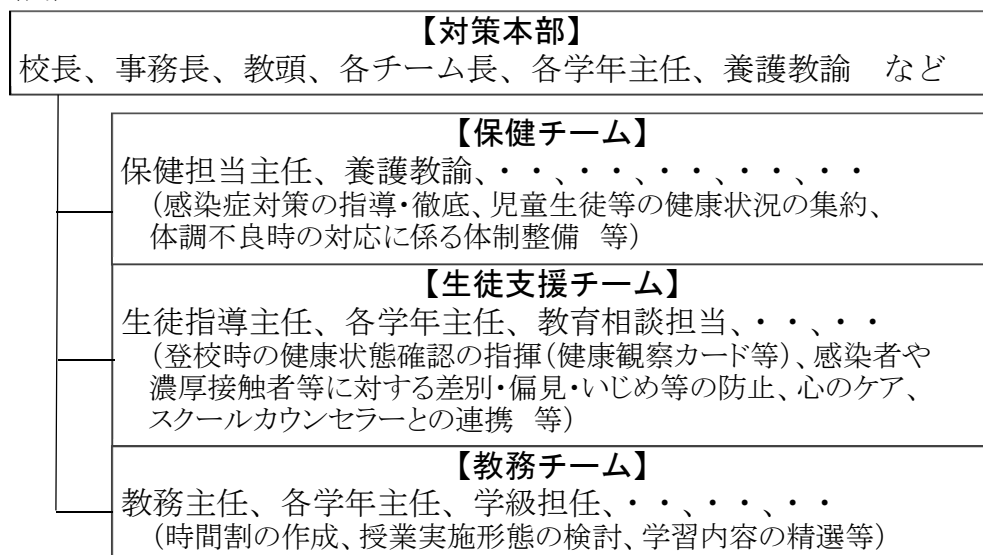 【対策本部】
校長、事務長、教頭、各チーム長、各学年主任、養護教諭　など
【保健チーム】
保健担当主任、養護教諭、・・、・・、・・、・・、・・
（感染症対策の指導・徹底、児童生徒等の健康状況の集約、
体調不良時の対応に係る体制整備　等）
【生徒支援チーム】
生徒指導主任、各学年主任、教育相談担当、・・、・・
（登校時の健康状態確認の指揮（健康観察カード等）、感染者や
濃厚接触者等に対する差別・偏見・いじめ等の防止、心のケア、
スクールカウンセラーとの連携　等）
【教務チーム】
教務主任、各学年主任、学級担任、・・、・・、・・
（時間割の作成、授業実施形態の検討、学習内容の精選等）